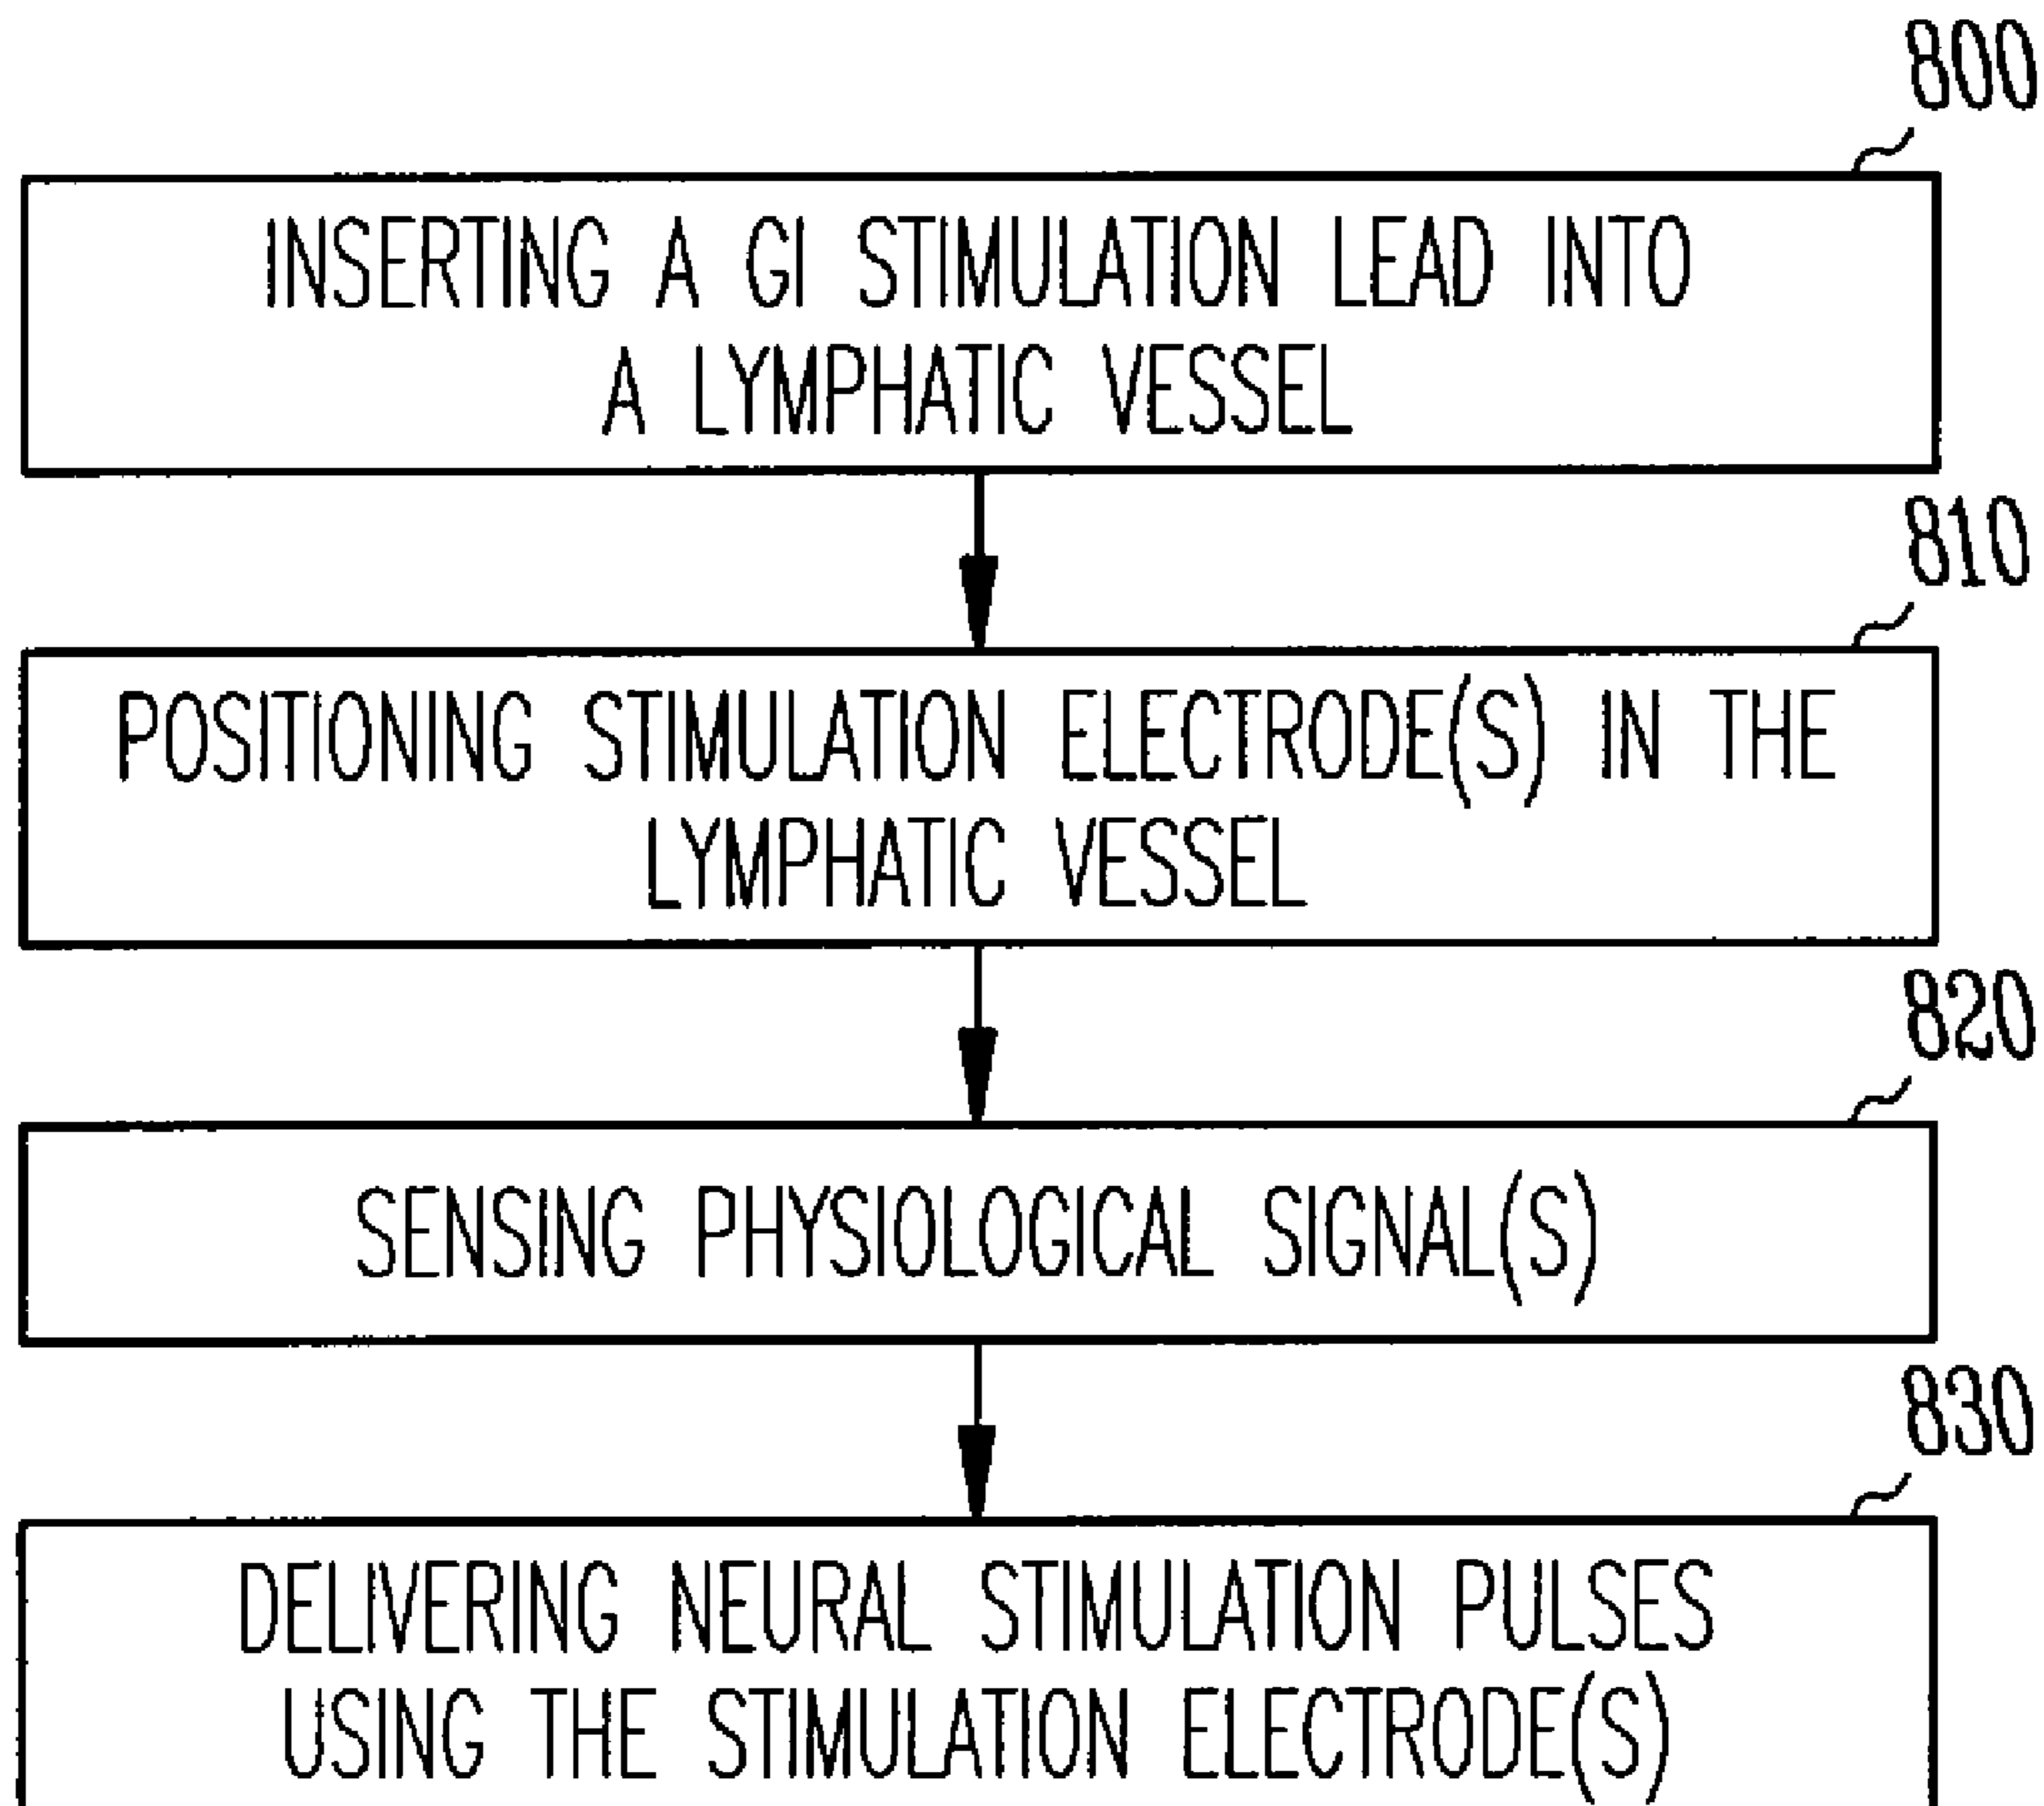 800
INSERTING A GI STIMULATION LEAD INTO
A LYMPHATIC VESSEL
810
POSITIONING STIMULATION ELECTRODE(S) IN THE
LYMPHATIC VESSEL
820
SENSING PHYSIOLOGICAL SIGNAL(S)
830
DELIVERING NEURAL STIMULATION PULSES
USING THE STIMULATION ELECTRODE(S)